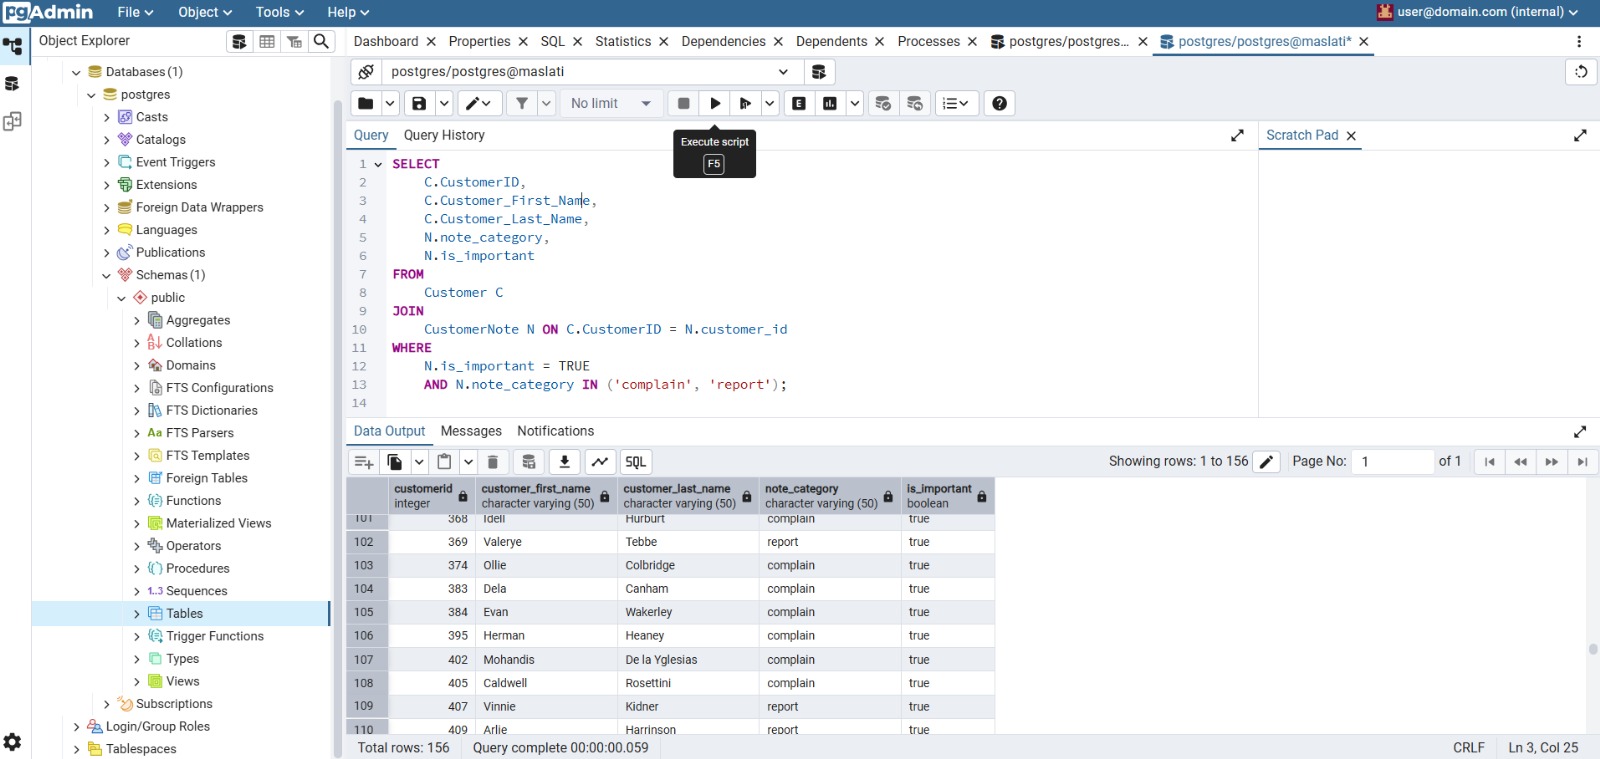 pgAdmin File Object Tools Help user@domain.com (internal)
Object Explorer
Dashboard Properties SQL Statistics Dependencies Dependents Processes postgres/postgres... postgres/postgres@maslati*
postgres/postgres@maslati
No limit E
Execute script
F5
Databases (1)
postgres
Casts
Catalogs
Event Triggers
Extensions
Foreign Data Wrappers
Languages
Publications
Schemas (1)
public
Aggregates
Collations
Domains
FTS Configurations
FTS Dictionaries
Aa FTS Parsers
FTS Templates
Foreign Tables
Functions
Materialized Views
Operators
Procedures
1..3 Sequences
Tables
Trigger Functions
Types
Views
Subscriptions
Login/Group Roles
Tablespaces
Query Query History
Scratch Pad
1 SELECT
2 C.CustomerID,
3 C.Customer_First_Name,
4 C.Customer_Last_Name,
5 N.note_category,
6 N.is_important
7 FROM
8 Customer C
9 JOIN
10 CustomerNote N ON C.CustomerID = N.customer_id
11 WHERE
12 N.is_important = TRUE
13 AND N.note_category IN ('complain', 'report');
14
Data Output Messages Notifications
SQL Showing rows: 1 to 156 Page No: 1 of 1
customerid customer_first_name customer_last_name note_category is_important
integer character varying (50) character varying (50) character varying (50) boolean
101 368 Idell Hurburt complain true
102 369 Valerye Tebbe report true
103 374 Ollie Colbridge complain true
104 383 Dela Canham complain true
105 384 Evan Wakerley complain true
106 395 Herman Heaney complain true
107 402 Mohandis De la Yglesias complain true
108 405 Caldwell Rosettini complain true
109 407 Vinnie Kidner report true
110 409 Arlie Harrinson report true
Total rows: 156 Query complete 00:00:00.059 CRLF Ln 3, Col 25